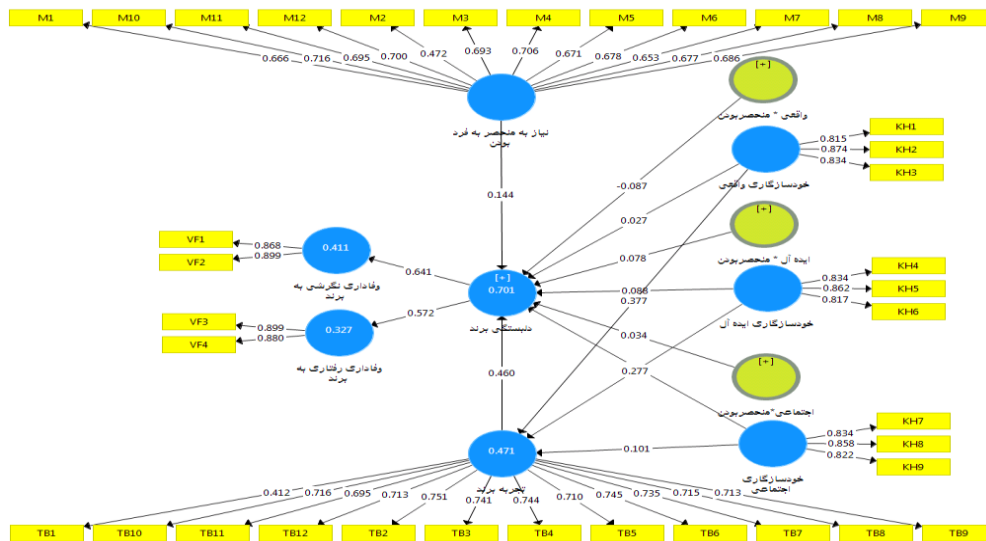 M1 M10 M11 M12 M2 M3 M4 M5 M6 M7 M8 M9
0.666 0.716 0.695 0.700 0.472 0.693 0.706 0.671 0.678 0.653 0.677 0.686
[+]
واقعی * منحصربودن
نیاز به منحصر به فرد
بودن
KH1
0.815
KH2
0.874
KH3
0.834
خودسازگاری واقعی
-0.087
0.144
0.027
[+]
ایده آل * منحصربودن
0.078
VF1
0.868
VF2
0.899
0.411
وفاداری نگرشی به
برند
0.641
[+]
0.701
دلبستگی برند
0.088
0.377
KH4
0.834
KH5
0.862
KH6
0.817
خودسازگاری ایده آل
VF3
0.899
VF4
0.880
0.327
وفاداری رفتاری به
برند
0.572
0.034
0.460
0.277
[+]
اجتماعی*منحصربودن
KH7
0.834
KH8
0.858
KH9
0.822
خودسازگاری
اجتماعی
0.101
0.471
تجربه برند
0.412 0.716 0.695 0.713 0.751 0.741 0.744 0.710 0.745 0.735 0.715 0.713
TB1 TB10 TB11 TB12 TB2 TB3 TB4 TB5 TB6 TB7 TB8 TB9